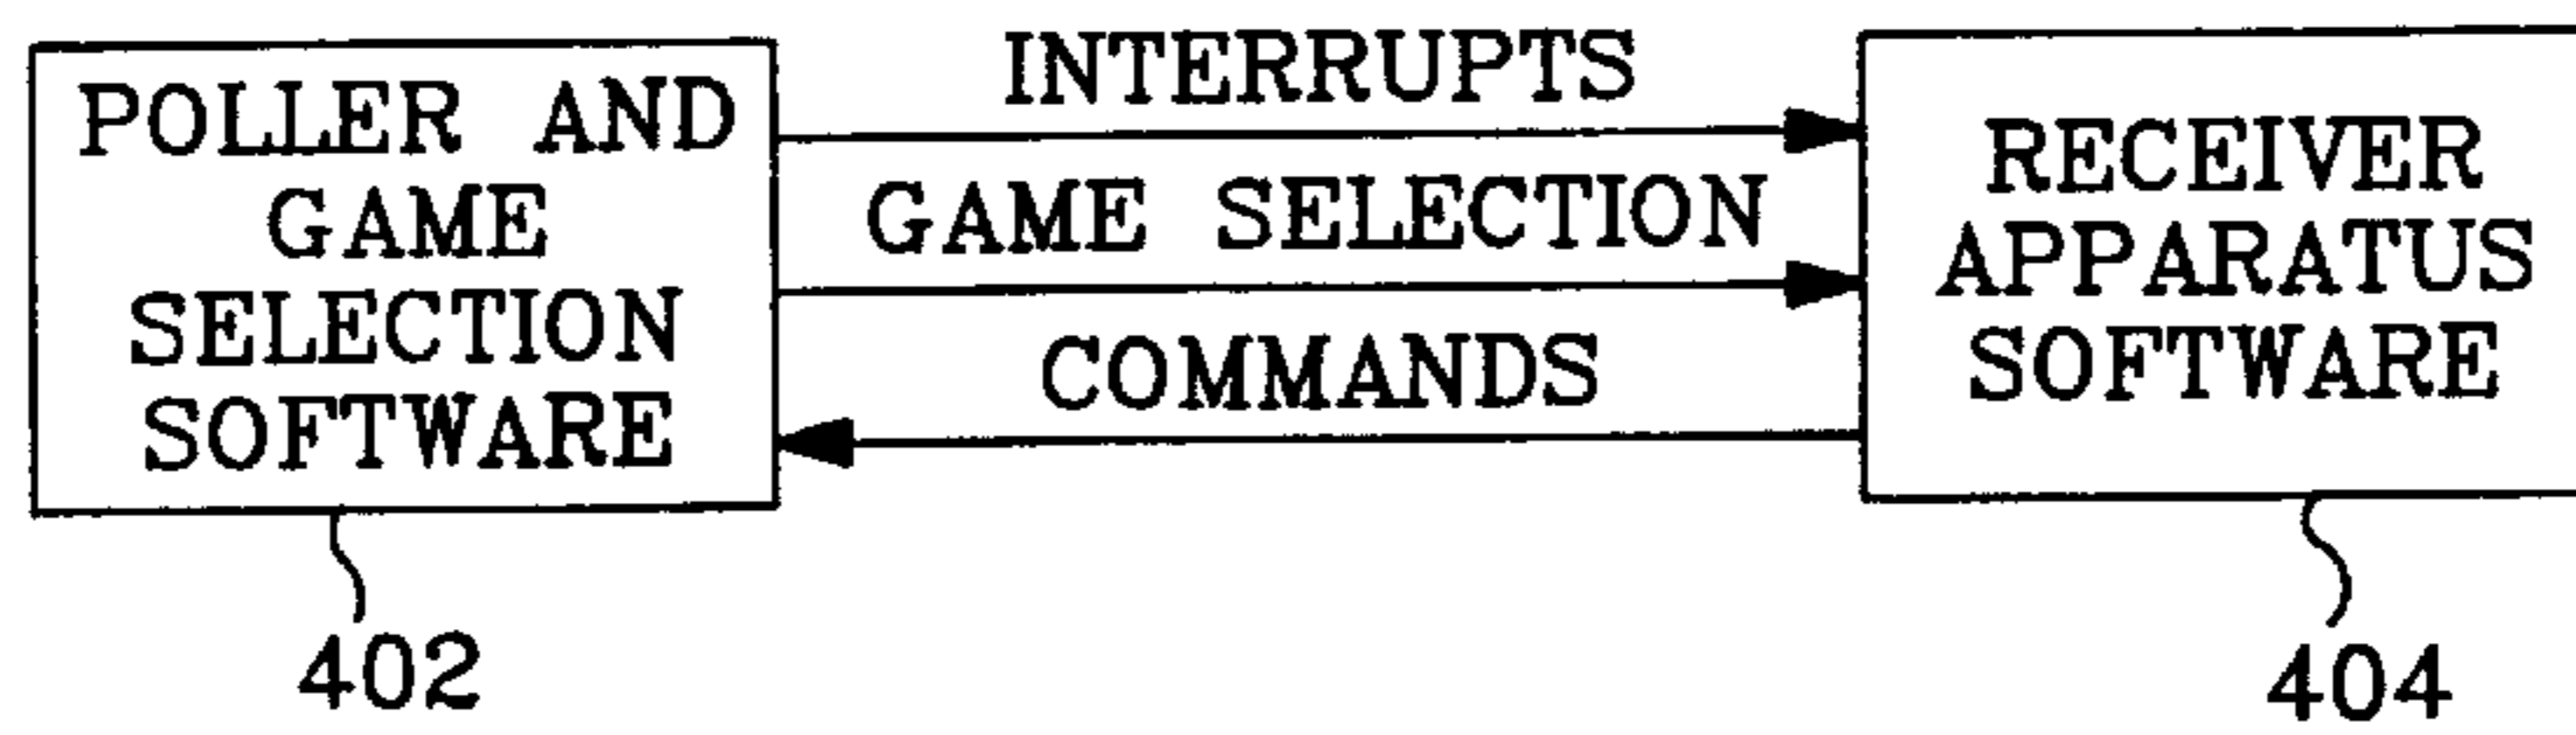 POLLER AND
GAME
SELECTION
SOFTWARE
INTERRUPTS
GAME SELECTION
COMMANDS
RECEIVER
APPARATUS
SOFTWARE
402
404